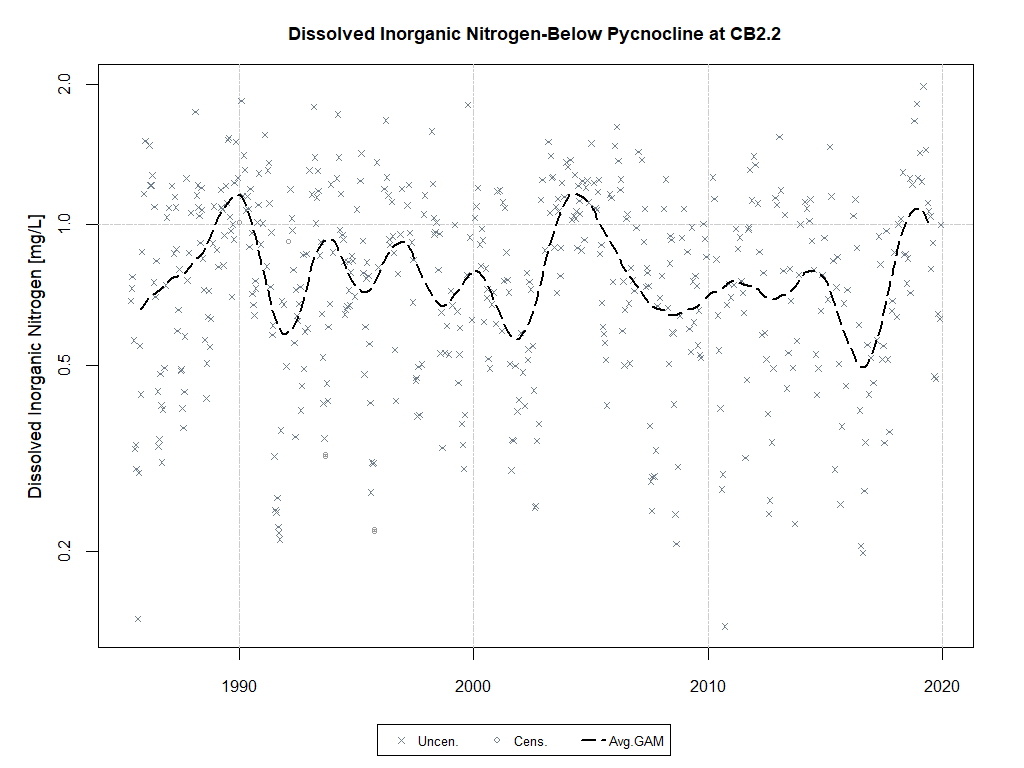 Dissolved Inorganic Nitrogen-Below Pycnocline at CB2.2
Dissolved Inorganic Nitrogen [mg/L]
2.0
1.0
0.5
0.2
1990 2000 2010 2020
Uncen. Cens. Avg.GAM